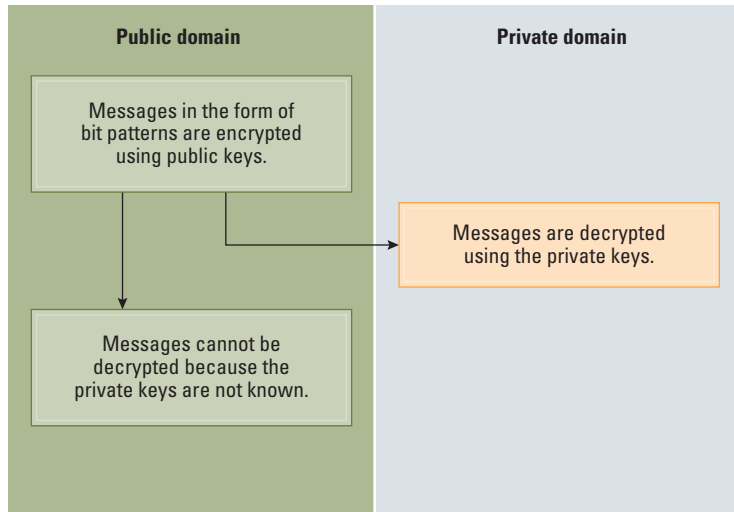 Public domain
Private domain
Messages in the form of
bit patterns are encrypted
using public keys.
Messages are decrypted
using the private keys.
Messages cannot be
decrypted because the
private keys are not known.